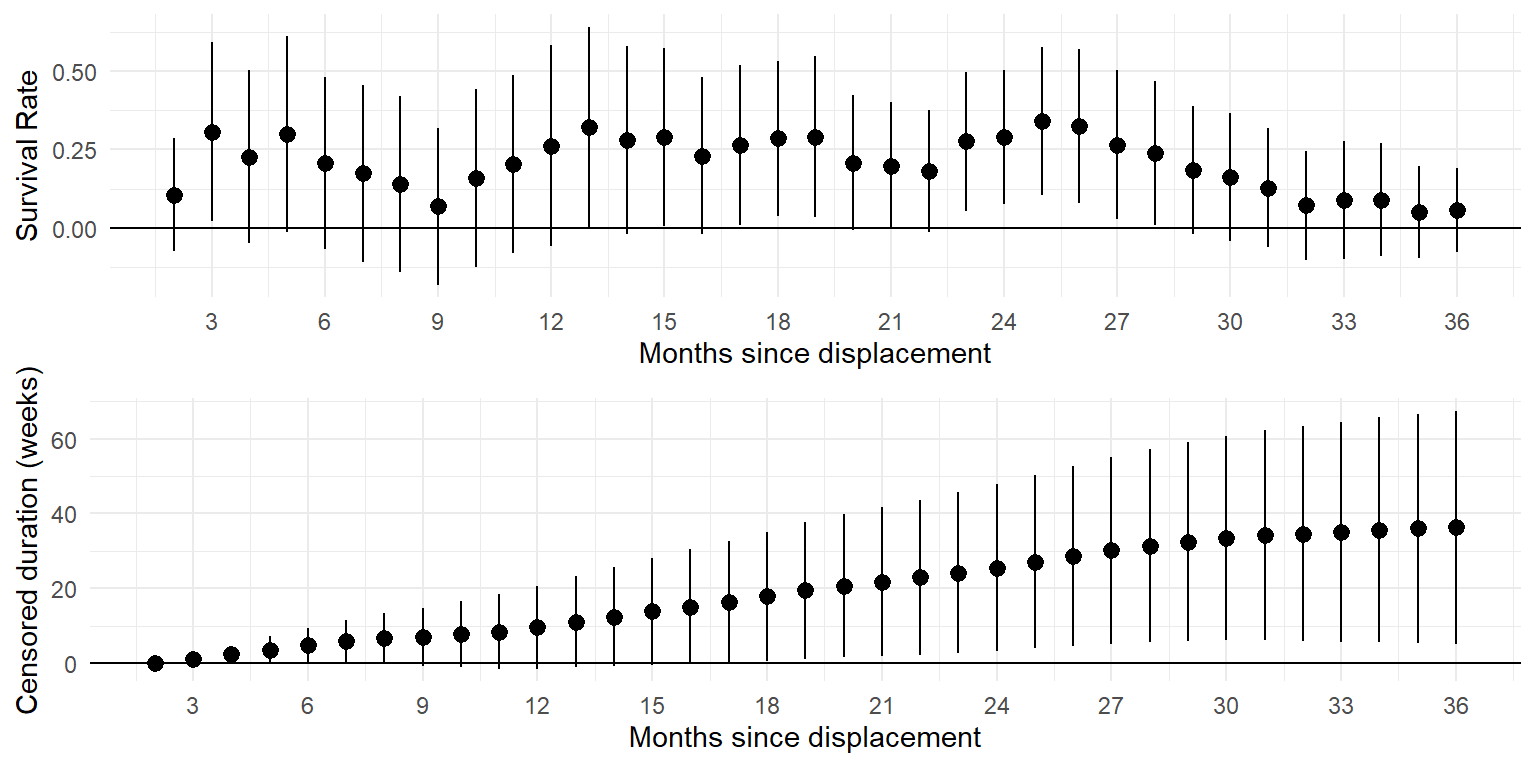 Survival Rate
0.50
0.25
0.00
3 6 9 12 15 18 21 24 27 30 33 36
Months since displacement
Censored duration (weeks)
60
40
20
0
3 6 9 12 15 18 21 24 27 30 33 36
Months since displacement